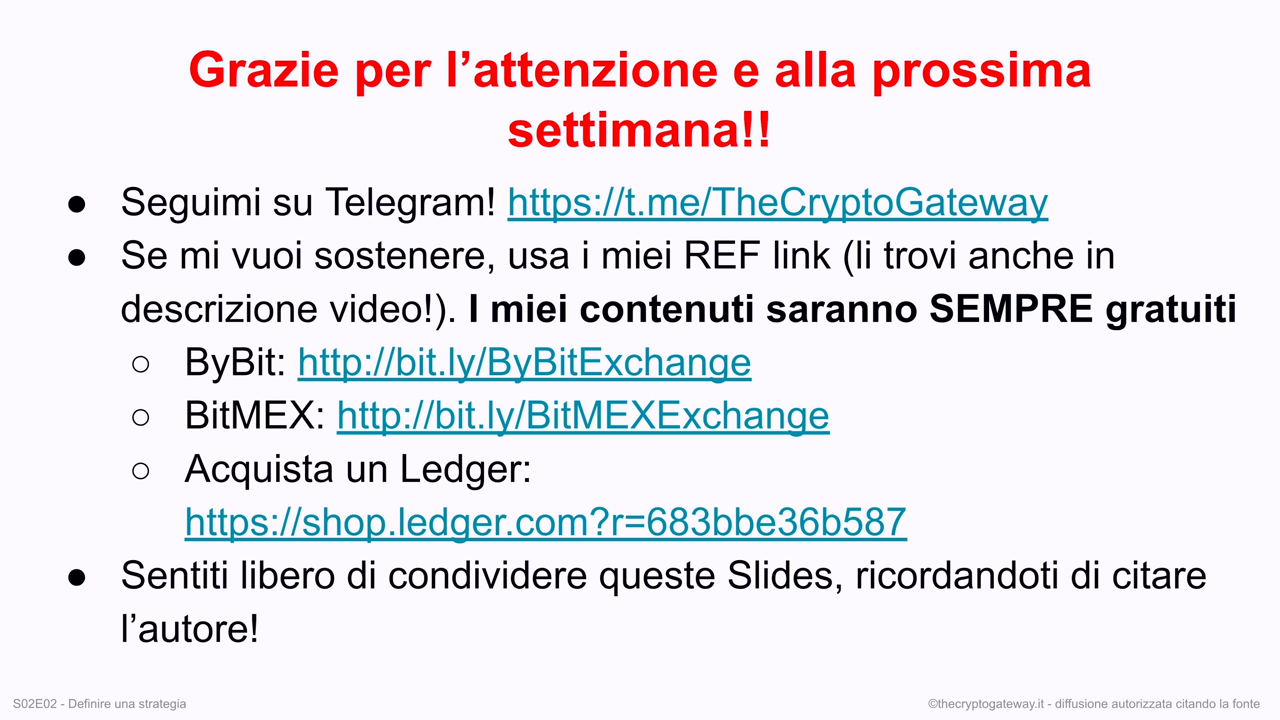 Grazie per l’attenzione e alla prossima
settimana!!
● Seguimi su Telegram! https://t.me/TheCryptoGateway
● Se mi vuoi sostenere, usa i miei REF link (li trovi anche in
descrizione video!). I miei contenuti saranno SEMPRE gratuiti
○ ByBit: http://bit.ly/ByBitExchange
○ BitMEX: http://bit.ly/BitMEXExchange
○ Acquista un Ledger:
https://shop.ledger.com?r=683bbe36b587
● Sentiti libero di condividere queste Slides, ricordandoti di citare
l’autore!
S02E02 - Definire una strategia
©thecryptogateway.it - diffusione autorizzata citando la fonte